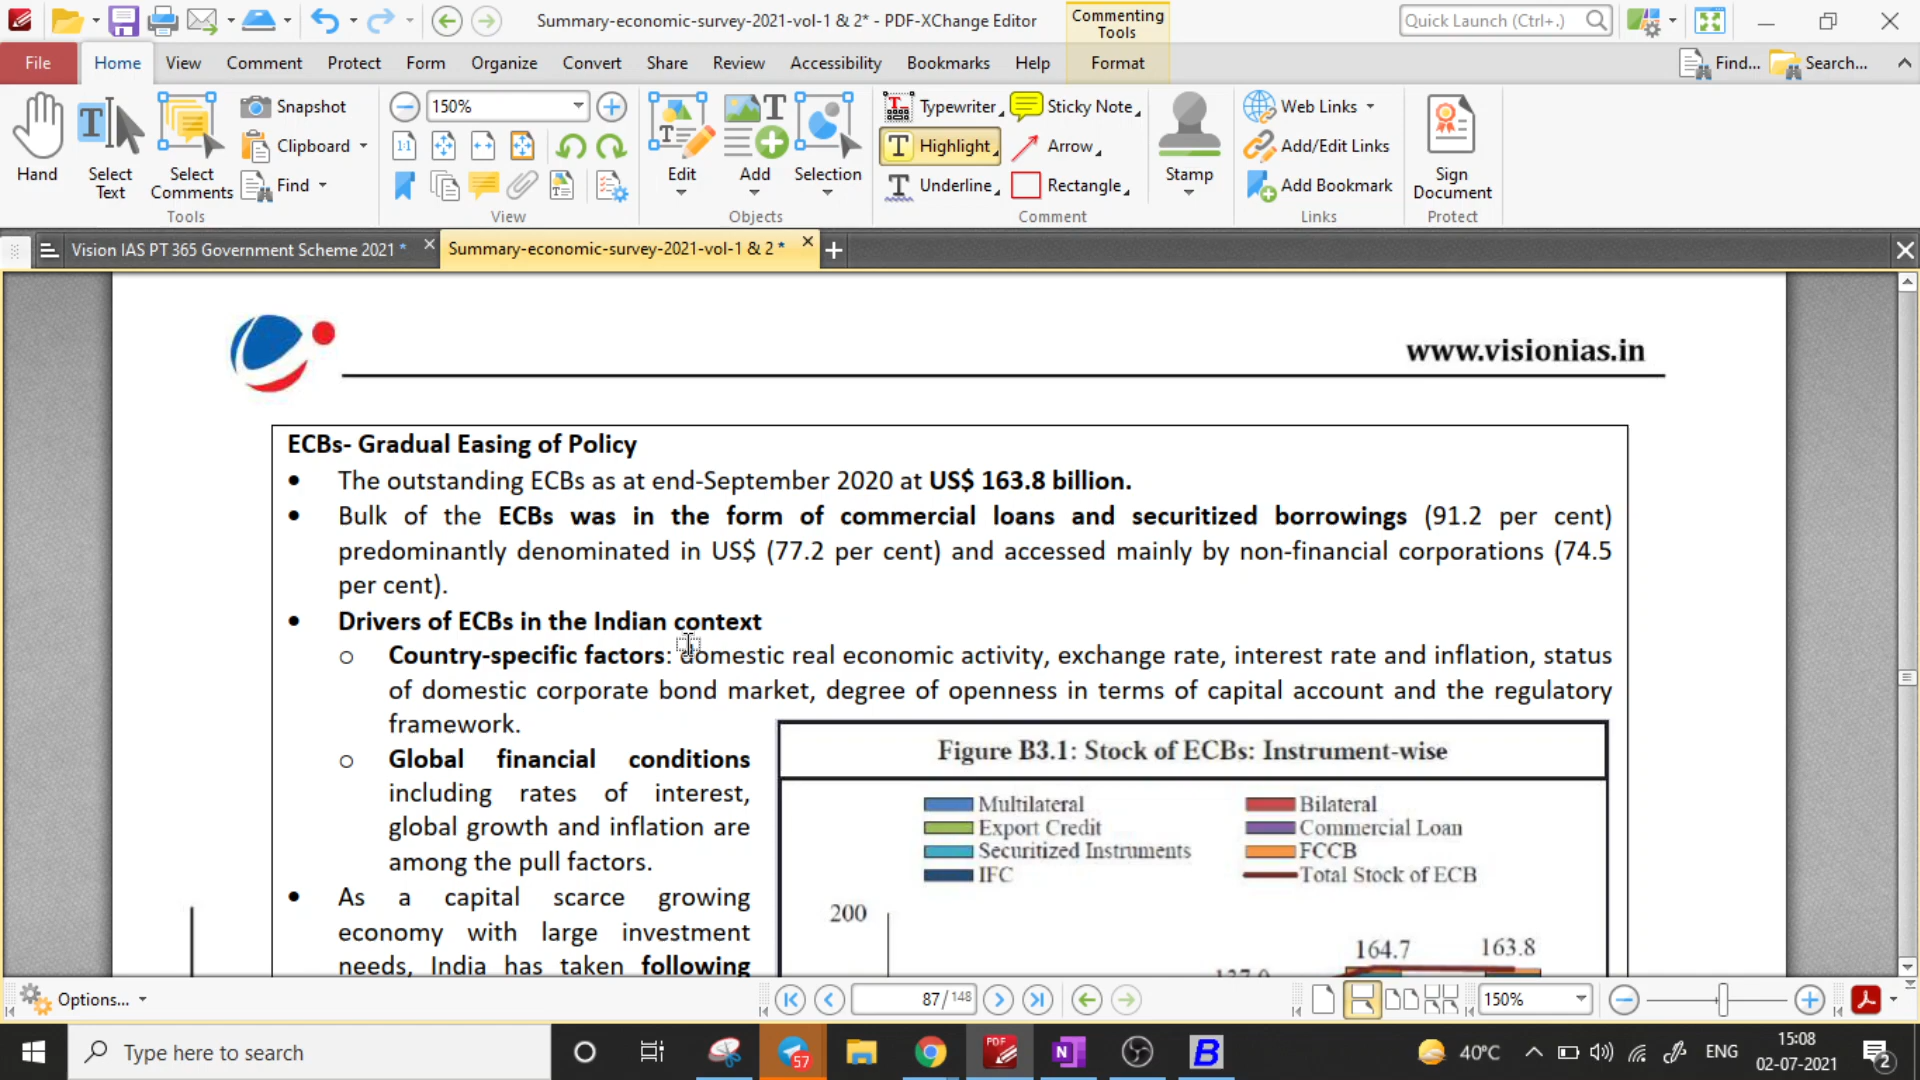 Summary-economic-survey-2021-vol-1 & 2* - PDF-XChange Editor
Commenting Tools
Quick Launch (Ctrl+.)
File Home View Comment Protect Form Organize Convert Share Review Accessibility Bookmarks Help Format Find... Search...
Hand
Select Text
Select Comments
Snapshot
Clipboard
Find
Tools
150%
View
Edit
Add
Selection
Objects
Typewriter
Sticky Note
Highlight
Arrow
Underline
Rectangle
Stamp
Comment
Web Links
Add/Edit Links
Add Bookmark
Links
Sign Document
Protect
Vision IAS PT 365 Government Scheme 2021 *
Summary-economic-survey-2021-vol-1 & 2 *
www.visionias.in
ECBs- Gradual Easing of Policy
• The outstanding ECBs as at end-September 2020 at US$ 163.8 billion.
• Bulk of the ECBs was in the form of commercial loans and securitized borrowings (91.2 per cent)
predominantly denominated in US$ (77.2 per cent) and accessed mainly by non-financial corporations (74.5
per cent).
• Drivers of ECBs in the Indian context
o Country-specific factors: domestic real economic activity, exchange rate, interest rate and inflation, status
of domestic corporate bond market, degree of openness in terms of capital account and the regulatory
framework.
o Global financial conditions
including rates of interest,
global growth and inflation are
among the pull factors.
• As a capital scarce growing
economy with large investment
needs, India has taken following
Figure B3.1: Stock of ECBs: Instrument-wise
Multilateral Bilateral
Export Credit Commercial Loan
Securitized Instruments FCCB
IFC Total Stock of ECB
200
164.7 163.8
Options...
87/148
150%
Type here to search
57
PDF
N
B
40°C
ENG
15:08
02-07-2021
2